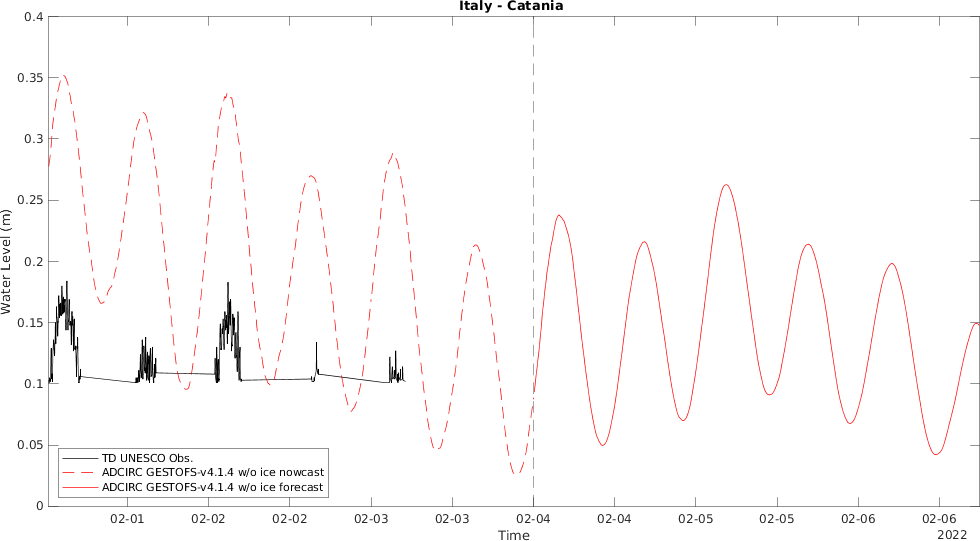 Italy - Catania
0.4
0.35
0.3
0.25
0.2
0.15
0.1
0.05
0
Water Level (m)
TD UNESCO Obs.
ADCIRC GESTOFS-v4.1.4 w/o ice nowcast
ADCIRC GESTOFS-v4.1.4 w/o ice forecast
02-01 02-02 02-02 02-03 02-03 02-04 02-04 02-05 02-05 02-06 02-06
Time
2022